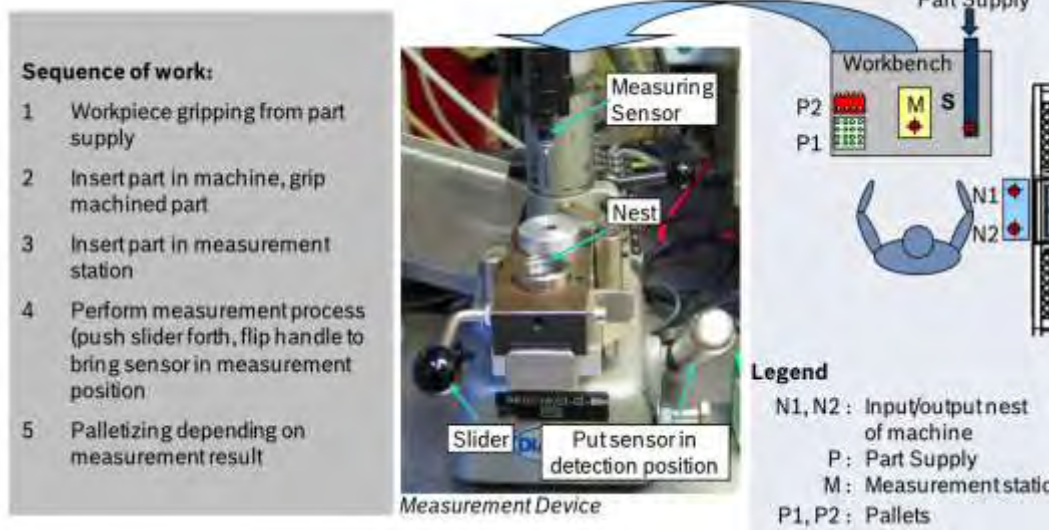 Sequence of work:
1 Workpiece gripping from part
supply
2 Insert part in machine, grip
machined part
3 Insert part in measurement
station
4 Perform measurement process
(push slider forth, flip handle to
bring sensor in measurement
position
5 Palletizing depending on
measurement result
Measuring
Sensor
Nest
Slider
Put sensor in
detection position
Measurement Device
Part Supply
Workbench
P2
M
S
P1
N1
N2
Legend
N1, N2 : Input/output nest
of machine
P : Part Supply
M : Measurement statio
P1, P2 : Pallets